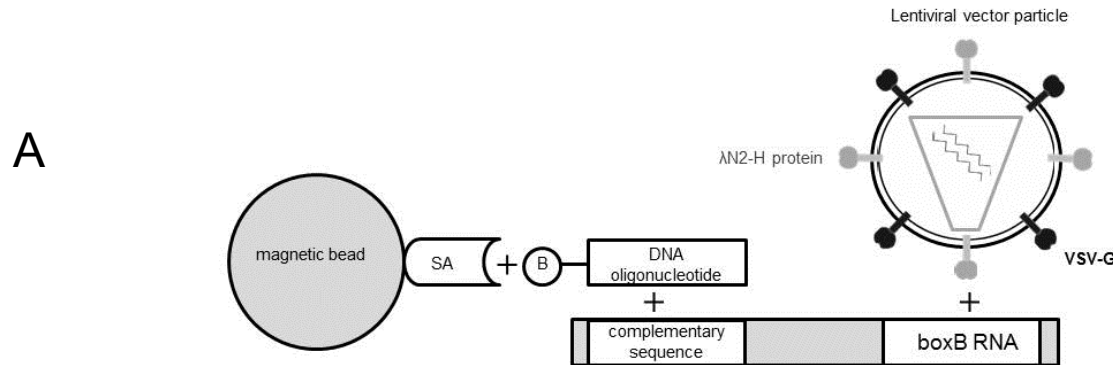 Lentiviral vector particle
A
λN2-H protein
magnetic bead
SA
+
B
DNA
oligonucleotide
VSV-G
+
+
complementary
sequence
boxB RNA